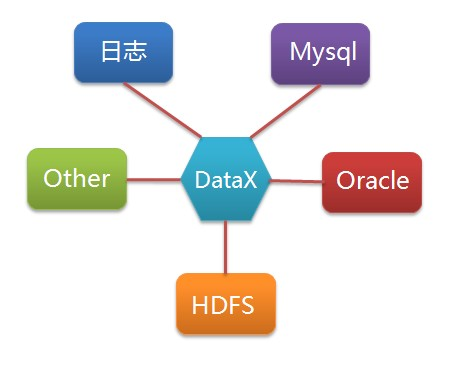 日志
Mysql
Other
DataX
Oracle
HDFS